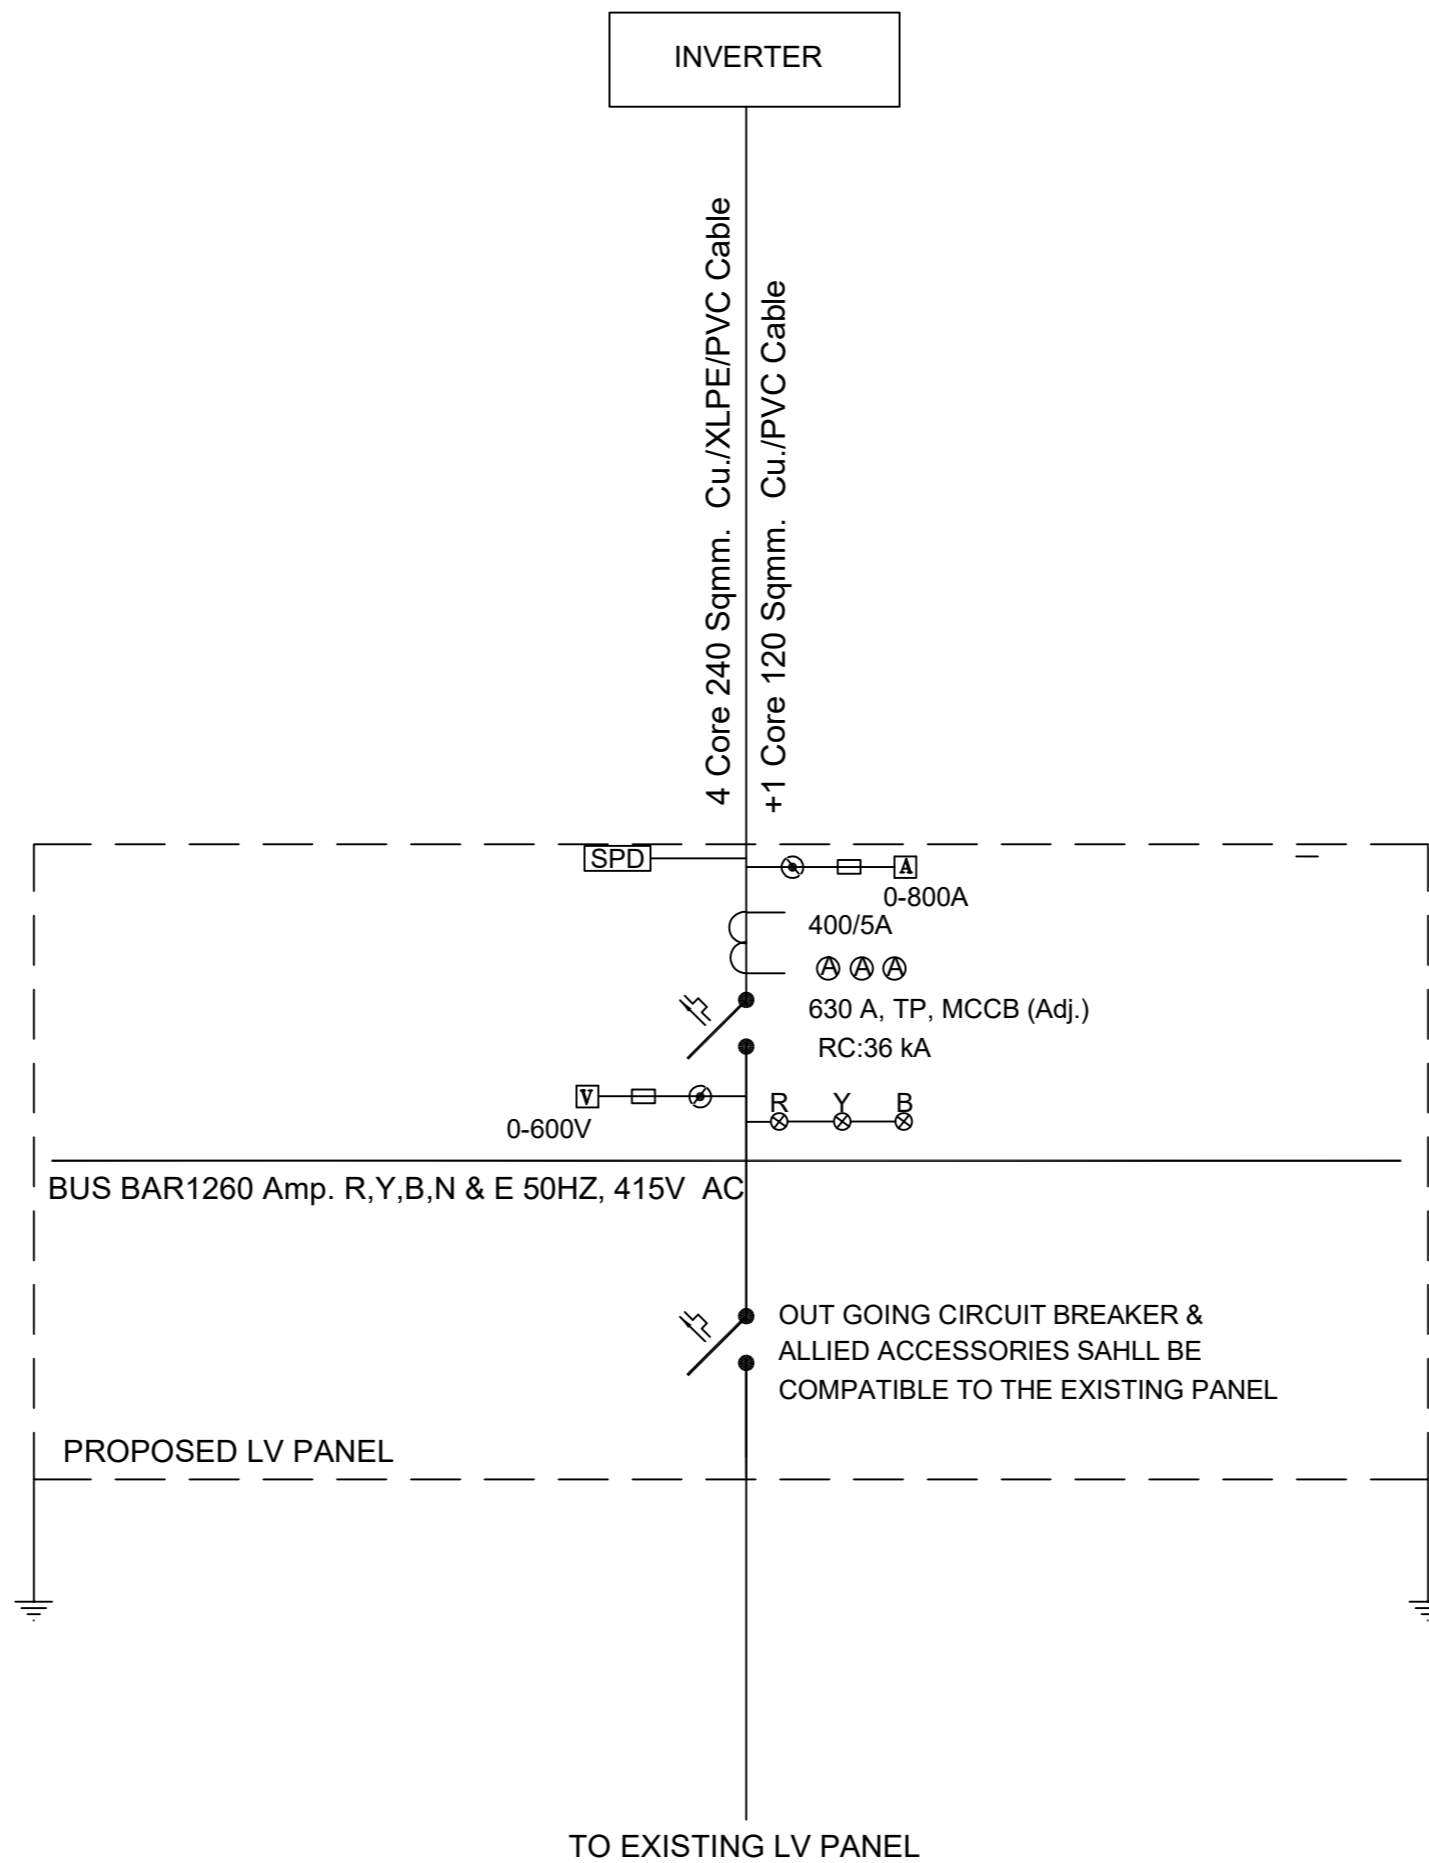 INVERTER
4 Core 240 Sqmm.  Cu./XLPE/PVC Cable
+1 Core 120 Sqmm.  Cu./PVC Cable
SPD
A
0-800A
400/5A
A A A
630 A, TP, MCCB (Adj.)
RC:36 kA
V
0-600V
R Y B
BUS BAR1260 Amp. R,Y,B,N & E 50HZ, 415V  AC
OUT GOING CIRCUIT BREAKER &
ALLIED ACCESSORIES SAHLL BE
COMPATIBLE TO THE EXISTING PANEL
PROPOSED LV PANEL
TO EXISTING LV PANEL